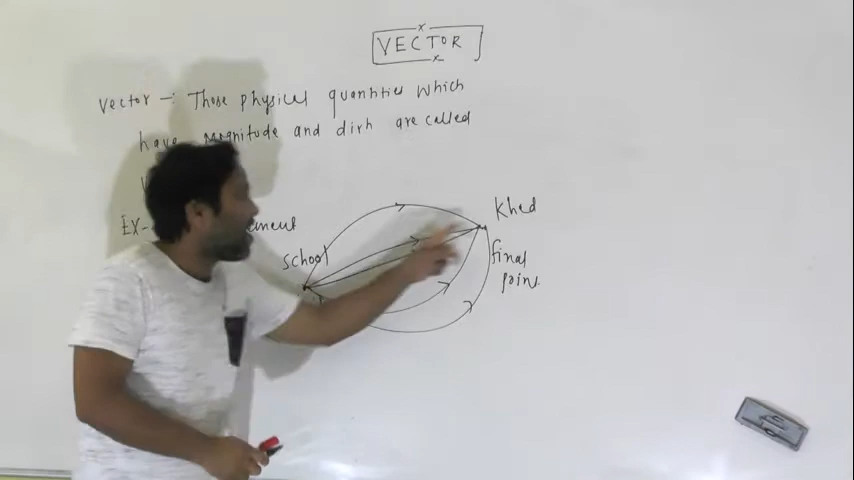 VECTOR
Vector -: Those physical quantities which
have Magnitude and dirn are called
Ex-
school
Khed
final
point